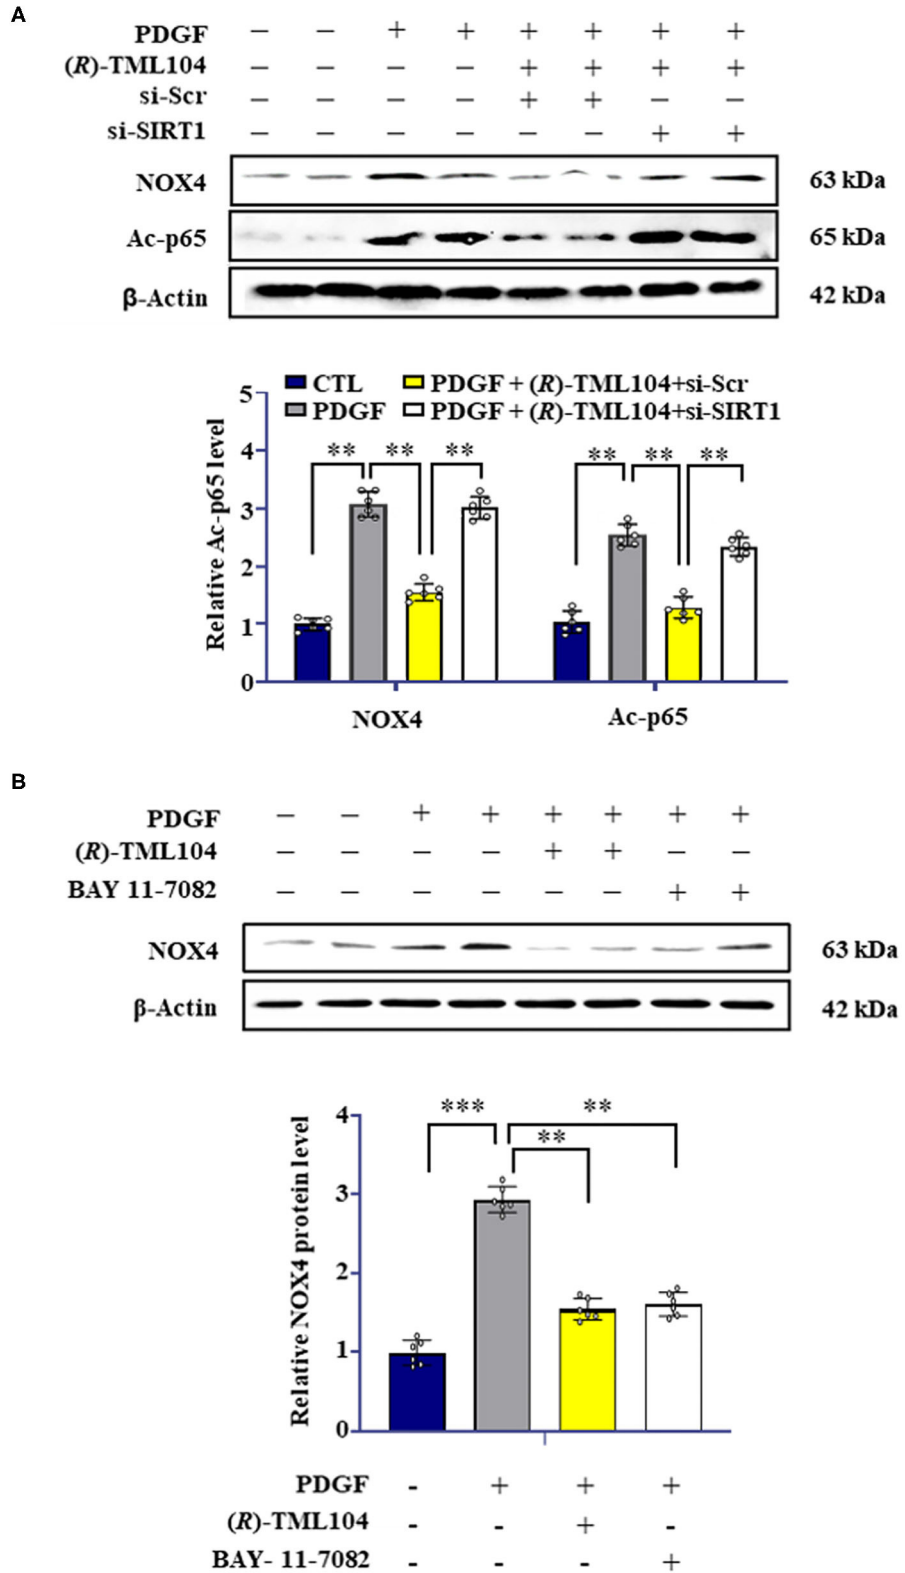 A
PDGF − − + + + + + +
(R)-TML104 − − − − + + + +
si-Scr − − − − + + − −
si-SIRT1 − − − − − − + +
NOX4 63 kDa
Ac-p65 65 kDa
β-Actin 42 kDa
CTL PDGF + (R)-TML104+si-Scr
PDGF PDGF + (R)-TML104+si-SIRT1
Relative Ac-p65 level
5
4
3
2
1
0
** ** ** ** ** **
NOX4 Ac-p65
B
PDGF − − + + + + + +
(R)-TML104 − − − − + + − −
BAY 11-7082 − − − − − − + +
NOX4 63 kDa
β-Actin 42 kDa
Relative NOX4 protein level
4
3
2
1
0
*** **
**
PDGF - + + +
(R)-TML104 - - + -
BAY- 11-7082 - - - +